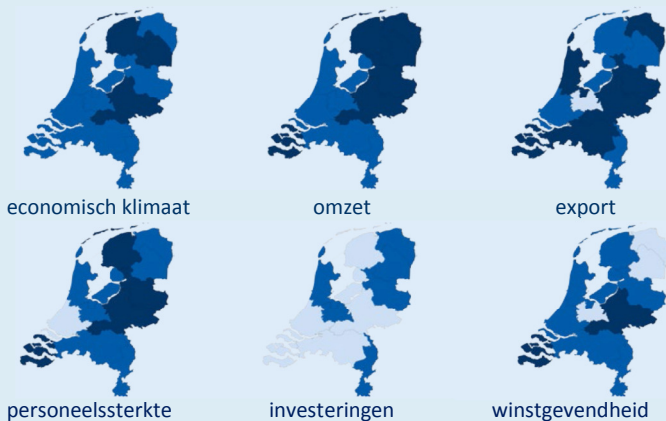 economisch klimaat
omzet
export
personeelssterkte
investeringen
winstgevendheid